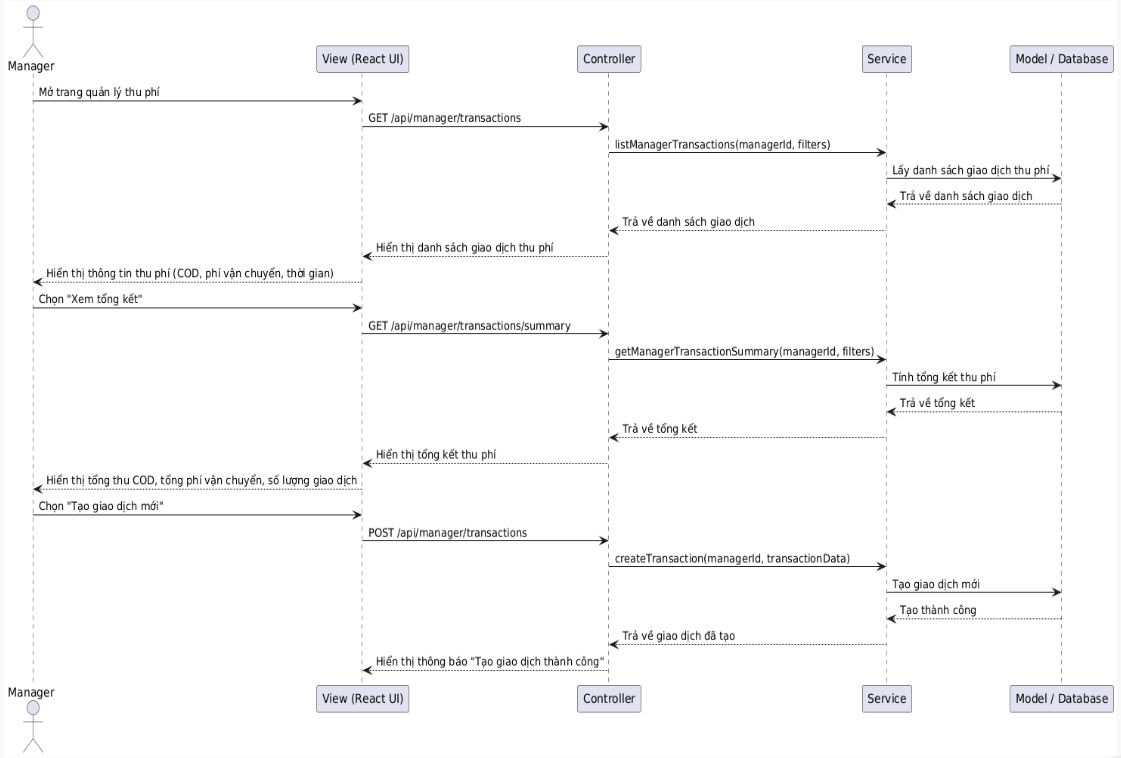 Manager
View (React UI)
Controller
Service
Model / Database
Mở trang quản lý thu phí
GET /api/manager/transactions
listManagerTransactions(managerId, filters)
Lấy danh sách giao dịch thu phí
Trả về danh sách giao dịch
Trả về danh sách giao dịch
Hiển thị danh sách giao dịch thu phí
Hiển thị thông tin thu phí (COD, phí vận chuyển, thời gian)
Chọn "Xem tổng kết"
GET /api/manager/transactions/summary
getManagerTransactionSummary(managerId, filters)
Tính tổng kết thu phí
Trả về tổng kết
Trả về tổng kết
Hiển thị tổng kết thu phí
Hiển thị tổng thu COD, tổng phí vận chuyển, số lượng giao dịch
Chọn "Tạo giao dịch mới"
POST /api/manager/transactions
createTransaction(managerId, transactionData)
Tạo giao dịch mới
Tạo thành công
Trả về giao dịch đã tạo
Hiển thị thông báo "Tạo giao dịch thành công"
Manager
View (React UI)
Controller
Service
Model / Database